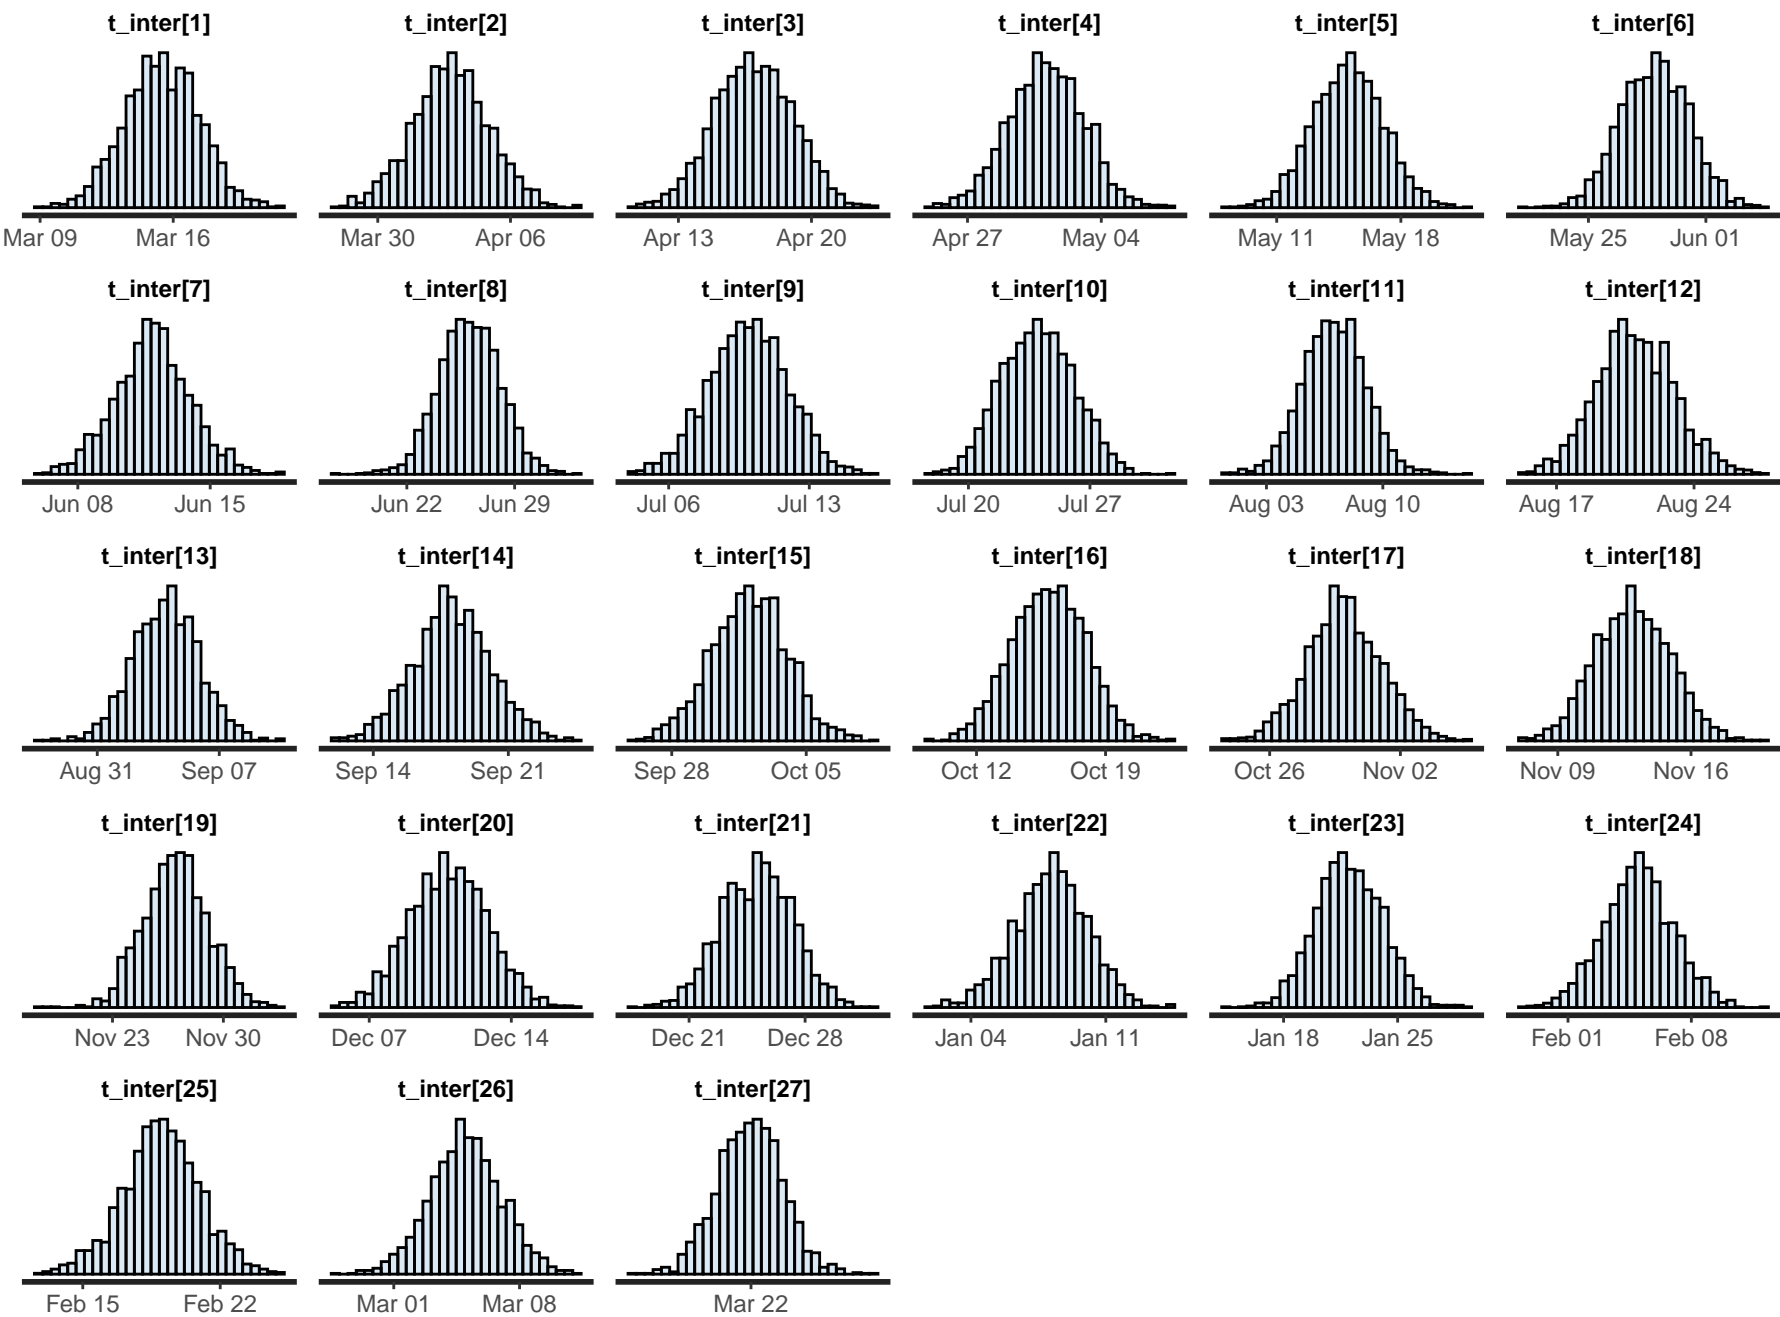 t_inter[1] t_inter[2] t_inter[3] t_inter[4] t_inter[5] t_inter[6]
Mar 09 Mar 16 Mar 30 Apr 06 Apr 13 Apr 20 Apr 27 May 04 May 11 May 18 May 25 Jun 01
t_inter[7] t_inter[8] t_inter[9] t_inter[10] t_inter[11] t_inter[12]
Jun 08 Jun 15 Jun 22 Jun 29 Jul 06 Jul 13 Jul 20 Jul 27 Aug 03 Aug 10 Aug 17 Aug 24
t_inter[13] t_inter[14] t_inter[15] t_inter[16] t_inter[17] t_inter[18]
Aug 31 Sep 07 Sep 14 Sep 21 Sep 28 Oct 05 Oct 12 Oct 19 Oct 26 Nov 02 Nov 09 Nov 16
t_inter[19] t_inter[20] t_inter[21] t_inter[22] t_inter[23] t_inter[24]
Nov 23 Nov 30 Dec 07 Dec 14 Dec 21 Dec 28 Jan 04 Jan 11 Jan 18 Jan 25 Feb 01 Feb 08
t_inter[25] t_inter[26] t_inter[27]
Feb 15 Feb 22 Mar 01 Mar 08 Mar 22